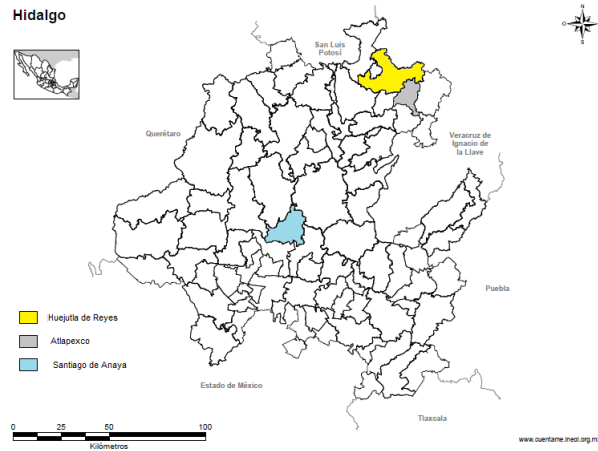 Hidalgo
N
O
E
S
San Luis
Potosí
Querétaro
Veracruz de
Ignacio de
la Llave
Puebla
Huejutla de Reyes
Atlapexco
Santiago de Anaya
Estado de México
Tlaxcala
0 25 50 100
Kilómetros
www.cuentame.inegi.org.m